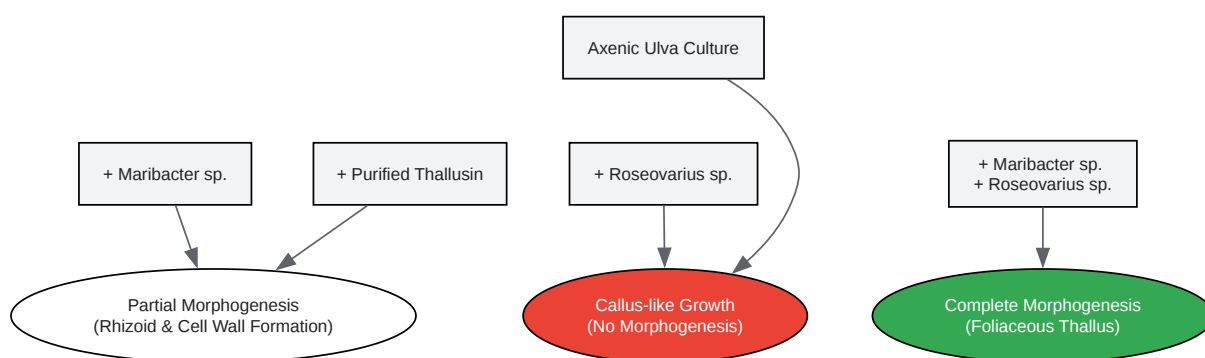 Axenic Ulva Culture
+ Maribacter sp.
+ Purified Thallusin
+ Roseovarius sp.
+ Maribacter sp.
+ Roseovarius sp.
Partial Morphogenesis
(Rhizoid & Cell Wall Formation)
Callus-like Growth
(No Morphogenesis)
Complete Morphogenesis
(Foliaceous Thallus)